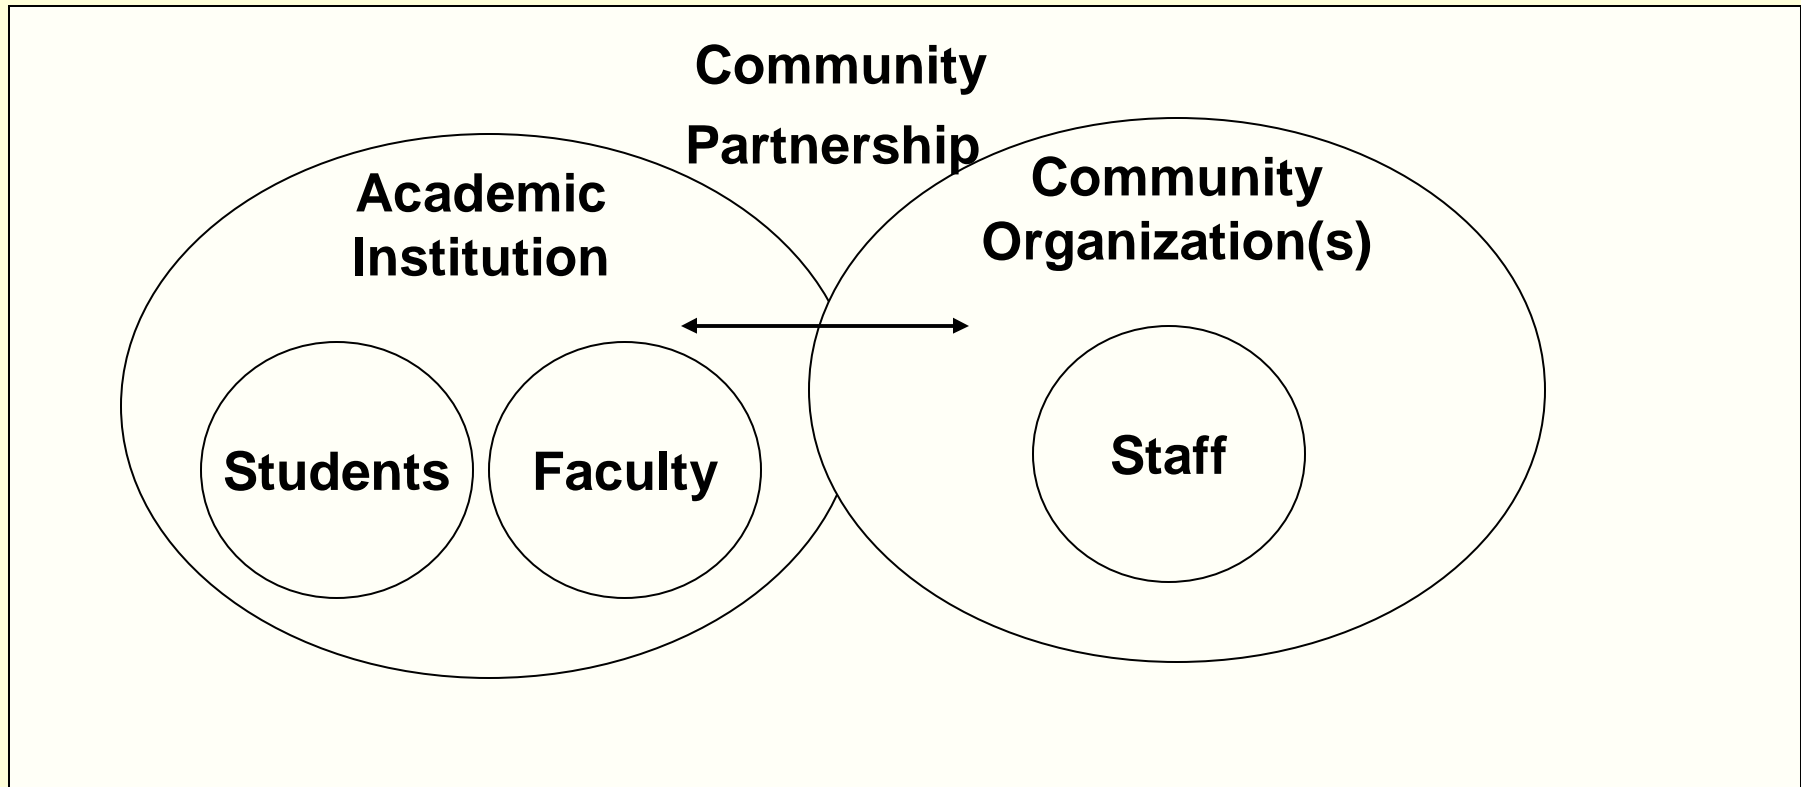 Community
Partnership
Academic
Institution
Community
Organization(s)
Students
Faculty
Staff